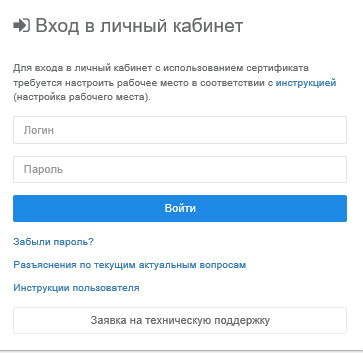 Вход в личный кабинет
Для входа в личный кабинет с использованием сертификата
требуется настроить рабочее место в соответствии с инструкцией
(настройка рабочего места).
Логин
Пароль
Войти
Забыли пароль?
Разъяснения по текущим актуальным вопросам
Инструкции пользователя
Заявка на техническую поддержку